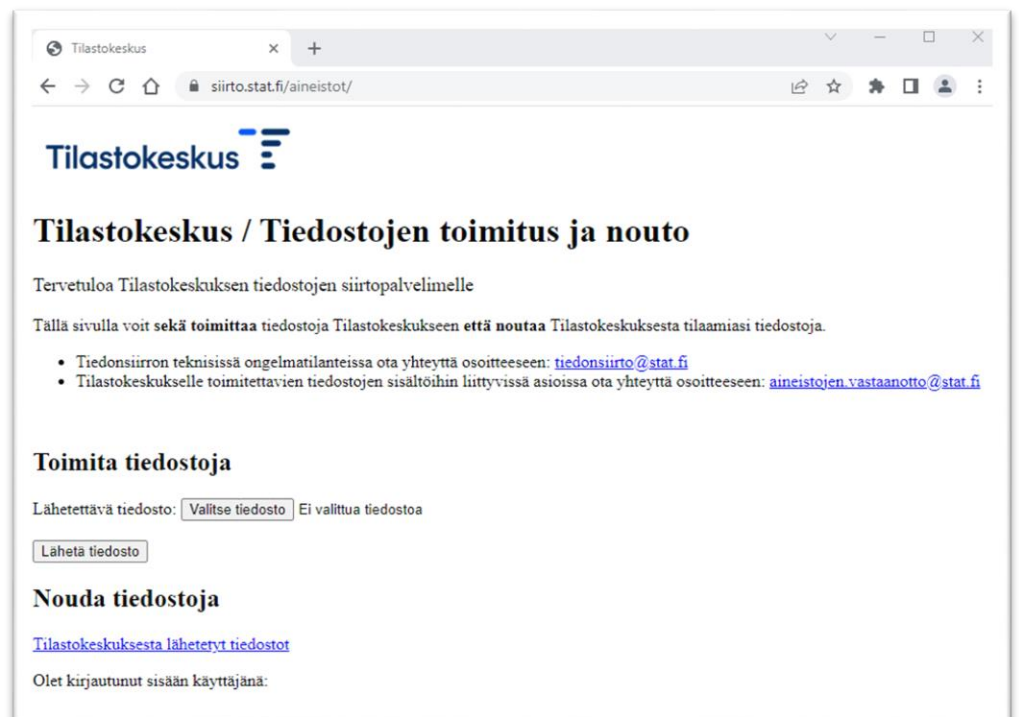 Tilastokeskus
siirto.stat.fi/aineistot/
Tilastokeskus
Tilastokeskus / Tiedostojen toimitus ja nouto
Tervetuloa Tilastokeskuksen tiedostojen siirtopalvelimelle
Tällä sivulla voit sekä toimittaa tiedostoja Tilastokeskukseen että noutaa Tilastokeskuksesta tilaamiasi tiedostoja.
• Tiedonsiirron teknisissä ongelmatilanteissa ota yhteyttä osoitteeseen: tiedonsiirto@stat.fi
• Tilastokeskukselle toimitettavien tiedostojen sisältöihin liittyvissä asioissa ota yhteyttä osoitteeseen: aineistojen.vastaanotto@stat.fi
Toimita tiedostoja
Lähetettävä tiedosto: Valitse tiedosto Ei valittua tiedostoa
Lähetä tiedosto
Nouda tiedostoja
Tilastokeskuksesta lähetetyt tiedostot
Olet kirjautunut sisään käyttäjänä: